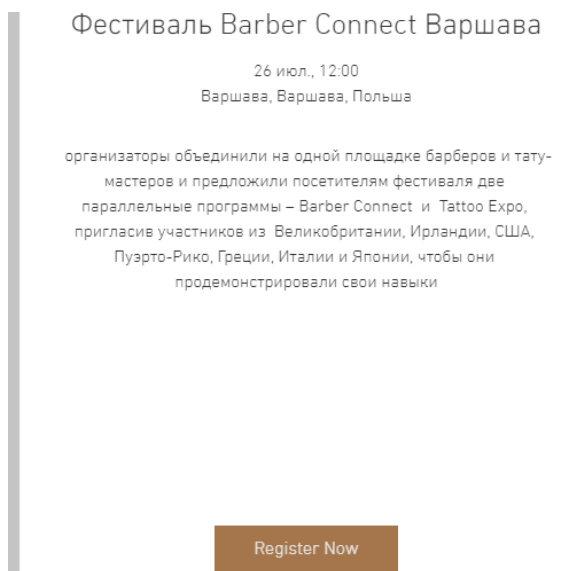 Фестиваль Barber Connect Варшава
26 июл., 12:00
Варшава, Варшава, Польша
организаторы объединили на одной площадке барберов и тату-
мастеров и предложили посетителям фестиваля две
параллельные программы – Barber Connect и Tattoo Expo,
пригласив участников из Великобритании, Ирландии, США,
Пуэрто-Рико, Греции, Италии и Японии, чтобы они
продемонстрировали свои навыки
Register Now